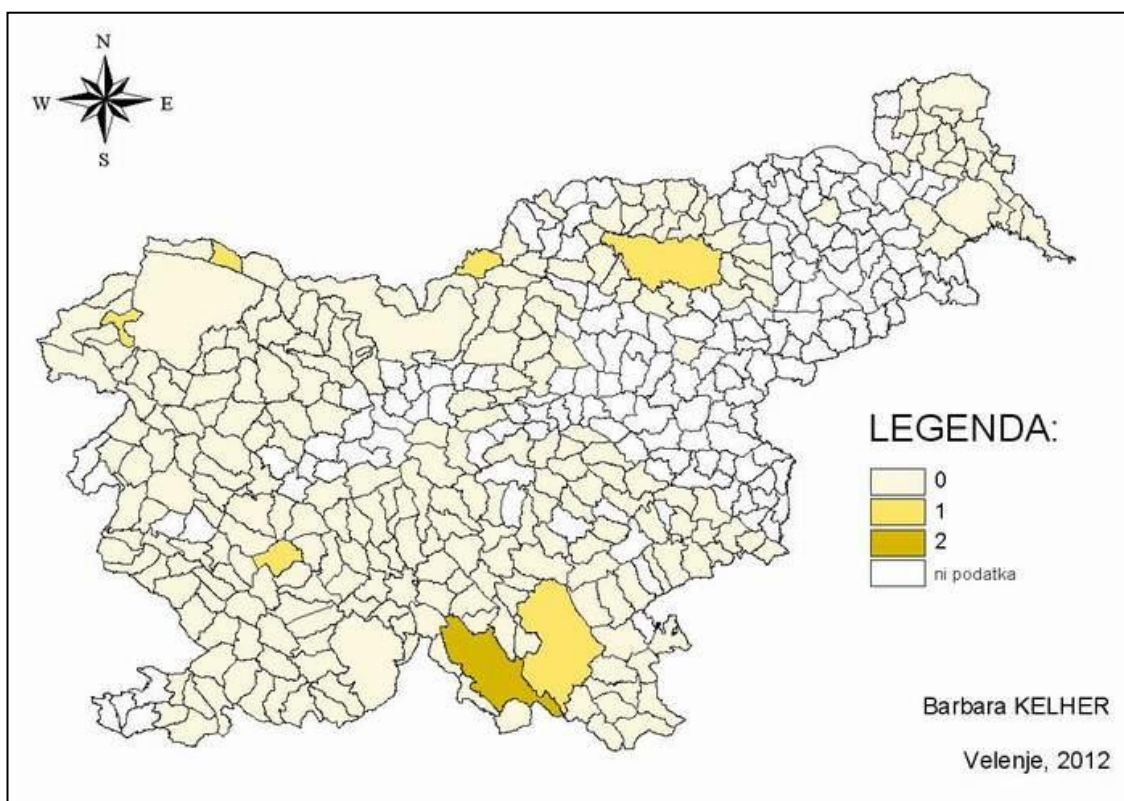 N
W E
S
LEGENDA:
0
1
2
ni podatka
Barbara KELHER
Velenje, 2012